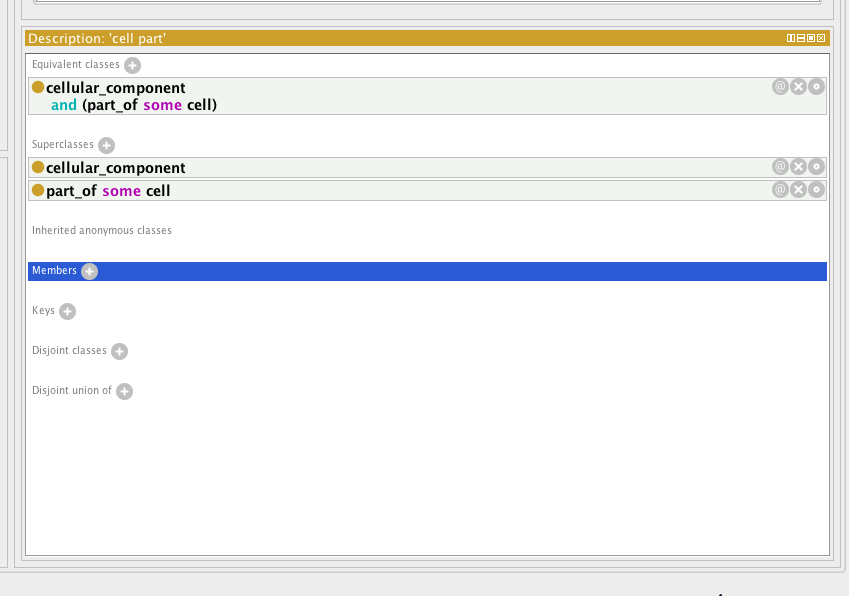 Description: 'cell part'
Equivalent classes
cellular_component
and (part_of some cell)
Superclasses
cellular_component
part_of some cell
Inherited anonymous classes
Members
Keys
Disjoint classes
Disjoint union of